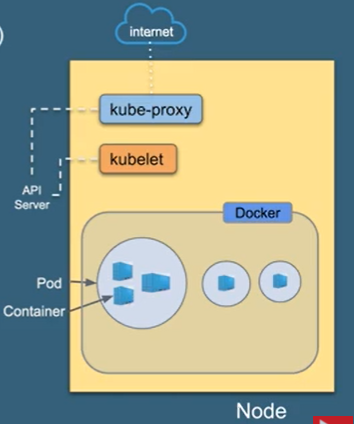 )
internet
kube-proxy
kubelet
API
Server
Docker
Pod
Container
Node